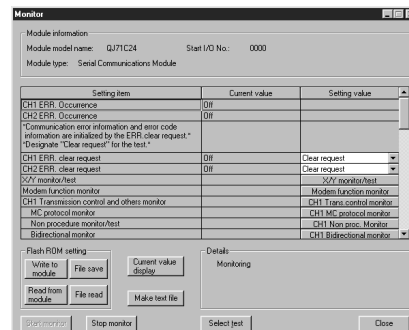 Monitor
Module information
Module model name: QJ71C24 Start I/O No.: 0000
Module type: Serial Communications Module
Setting item Current value Setting value
CH1 ERR. Occurrence Off
CH2 ERR. Occurrence Off
"Communication error information and error code
information are initialized by the ERR.clear request."
"Designate "Clear request" for the test."
CH1 ERR. clear request Off Clear request
CH2 ERR. clear request Off Clear request
X/Y monitor/test X/Y monitor/test
Modem function monitor Modem function monitor
CH1 Transmission control and others monitor CH1 Trans.control monitor
MC protocol monitor CH1 MC protocol monitor
Non procedure monitor/test CH1 Non proc. Monitor
Bidirectional monitor CH1 Bidirectional monitor
Flash ROM setting Details
Write to
module
File save
Current value
display
Monitoring
Read from
module
File read
Make text file
Start monitor Stop monitor Select test Close